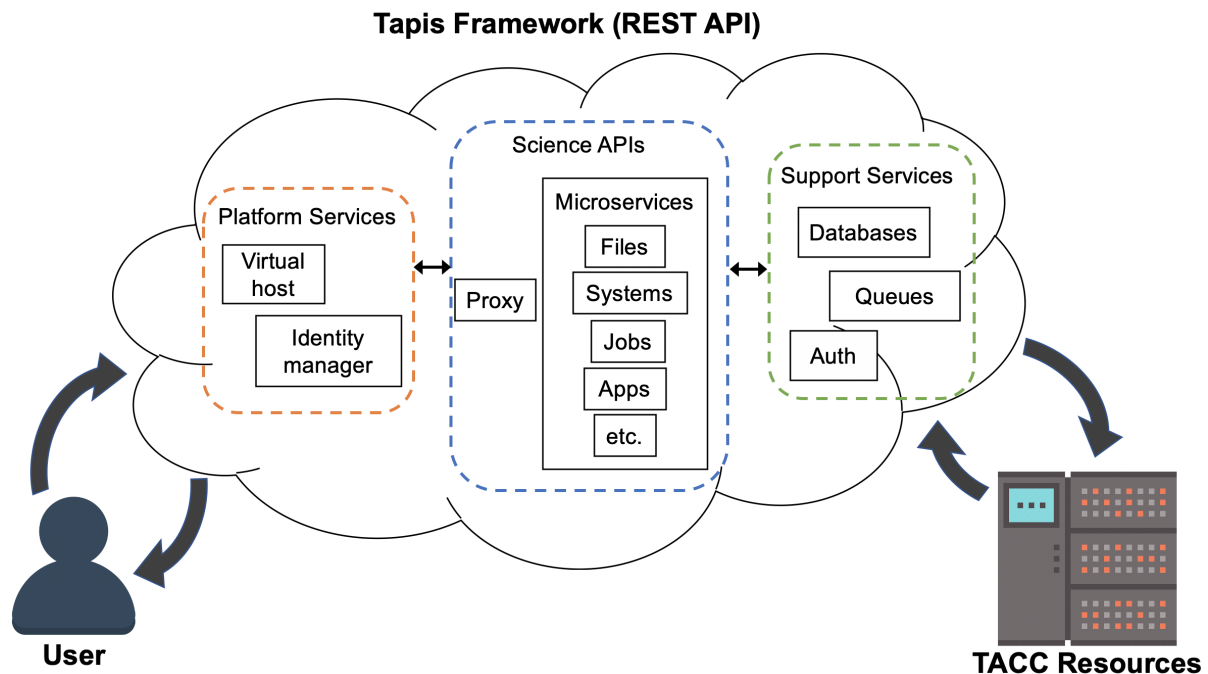 Tapis Framework (REST API)
Platform Services
Virtual
host
Identity
manager
Science APIs
Proxy
Microservices
Files
Systems
Jobs
Apps
etc.
Support Services
Databases
Queues
Auth
User
TACC Resources